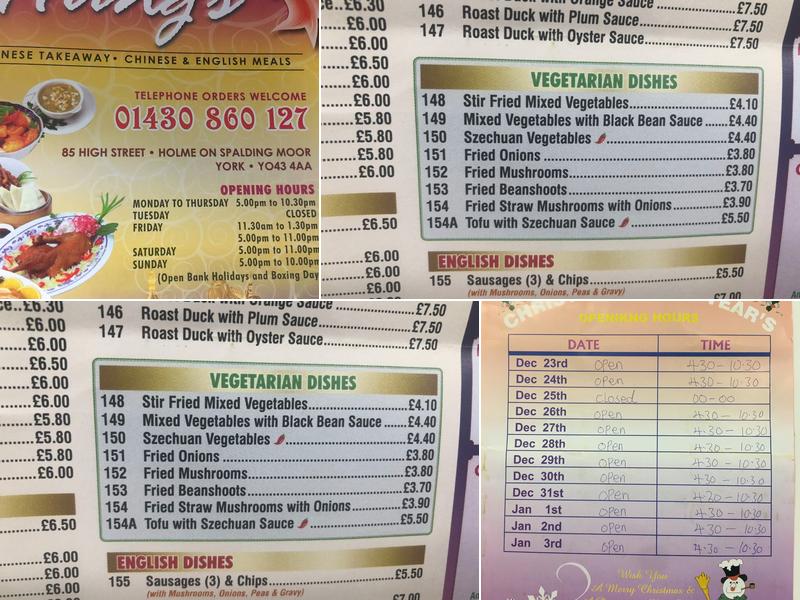 NESE TAKEAWAY • CHINESE & ENGLISH MEALS
TELEPHONE ORDERS WELCOME
01430 860 127
85 HIGH STREET • HOLME ON SPALDING MOOR
YORK • YO43 4AA
OPENING HOURS
MONDAY TO THURSDAY 5.00pm to 10.30pm
TUESDAY CLOSED
FRIDAY 11.30am to 1.30pm
5.00pm to 11.00pm
SATURDAY 5.00pm to 11.00pm
SUNDAY 5.00pm to 10.00pm
(Open Bank Holidays and Boxing Day
£6.30
£6.00
£6.50
£6.00
£6.00
£5.80
£5.80
£5.80
£6.00
£6.50
£6.00
£6.00
£6.00
Roast Duck with Orange Sauce £7.50
146 Roast Duck with Plum Sauce £7.50
147 Roast Duck with Oyster Sauce £7.50
VEGETARIAN DISHES
148 Stir Fried Mixed Vegetables £4.10
149 Mixed Vegetables with Black Bean Sauce £4.40
150 Szechuan Vegetables £4.40
151 Fried Onions £3.80
152 Fried Mushrooms £3.80
153 Fried Beanshoots £3.70
154 Fried Straw Mushrooms with Onions £3.90
154A Tofu with Szechuan Sauce £5.50
ENGLISH DISHES
155 Sausages (3) & Chips £5.50
(with Mushrooms, Onions, Peas & Gravy)
£7.00
£6.30
£6.00
£6.00
£6.50
£6.00
£6.00
£5.80
£5.80
£5.80
£6.00
£6.50
£6.00
£6.00
£6.00
Roast Duck with Orange Sauce £7.50
146 Roast Duck with Plum Sauce £7.50
147 Roast Duck with Oyster Sauce £7.50
VEGETARIAN DISHES
148 Stir Fried Mixed Vegetables £4.10
149 Mixed Vegetables with Black Bean Sauce £4.40
150 Szechuan Vegetables £4.40
151 Fried Onions £3.80
152 Fried Mushrooms £3.80
153 Fried Beanshoots £3.70
154 Fried Straw Mushrooms with Onions £3.90
154A Tofu with Szechuan Sauce £5.50
ENGLISH DISHES
155 Sausages (3) & Chips £5.50
(with Mushrooms, Onions, Peas & Gravy)
£7.00
YEAR'S
OPENIKNG HOURS
DATE TIME
Dec 23rd open 4.30 - 10.30
Dec 24th open 4.30 - 10.30
Dec 25th closed 00-00
Dec 26th open 4.30 - 10.30
Dec 27th open 4.30 - 10.30
Dec 28th open 4.30 - 10.30
Dec 29th open 4.30 - 10.30
Dec 30th open 4.30 - 10.30
Dec 31st open 4.30 - 10.30
Jan 1st open 4.30 - 10.30
Jan 2nd open 4.30 - 10.30
Jan 3rd open 4.30 - 10.30
Wish You
A Merry Christmas &